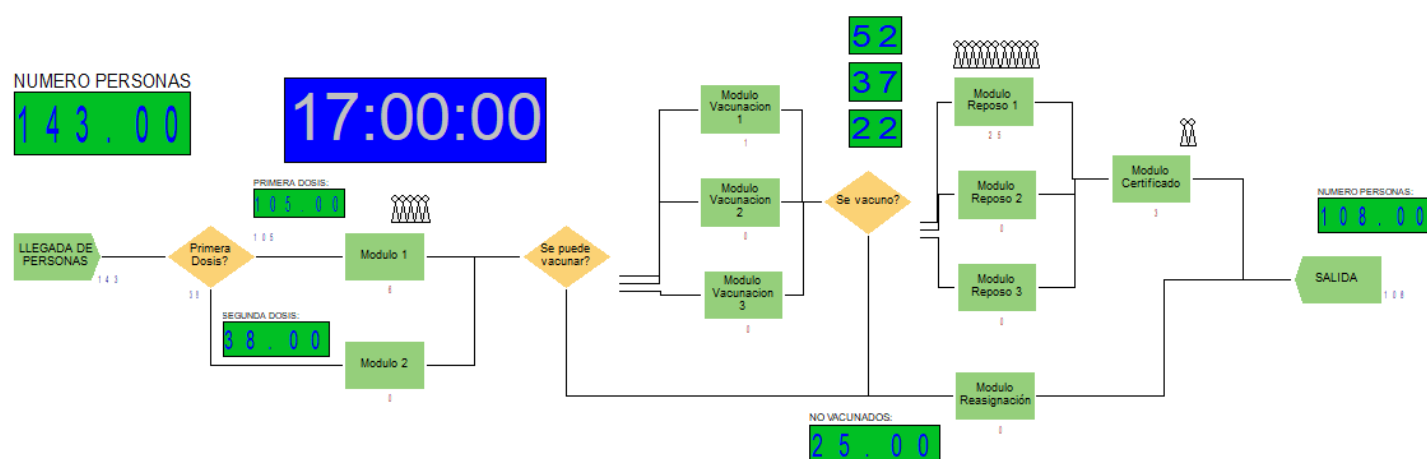 NUMERO PERSONAS
143.00
17:00:00
PRIMERA DOSIS:
105.00
105
LLEGADA DE
PERSONAS
143
Primera
Dosis?
38
SEGUNDA DOSIS:
38.00
Modulo 1
6
Modulo 2
0
Se puede
vacunar?
Modulo
Vacunacion
1
1
Modulo
Vacunacion
2
0
Modulo
Vacunacion
3
0
52
37
22
Se vacuno?
Modulo
Reposo 1
25
Modulo
Reposo 2
0
Modulo
Reposo 3
0
Modulo
Certificado
3
Modulo
Reasignación
0
NO VACUNADOS:
25.00
NUMERO PERSONAS:
108.00
SALIDA
108